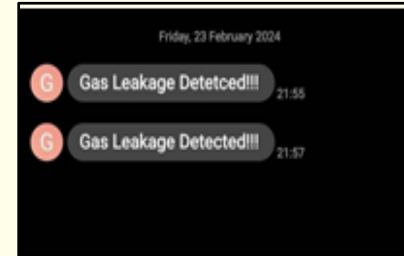 Friday, 23 February 2024
G Gas Leakage Detetced!!! 21:55
G Gas Leakage Detected!!! 21:57